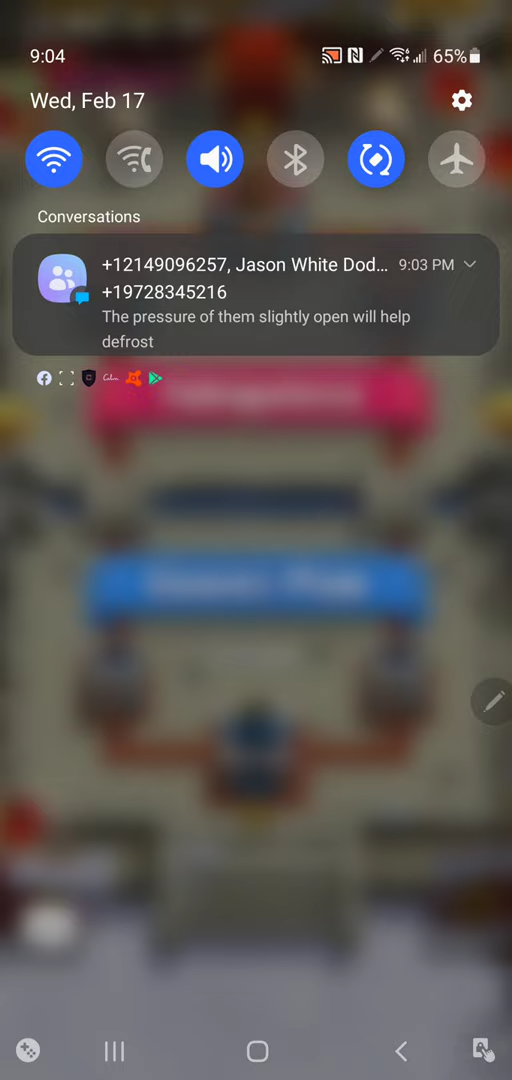 9:04 65%
Wed, Feb 17
Conversations
+12149096257, Jason White Dod... 9:03 PM
+19728345216
The pressure of them slightly open will help
defrost